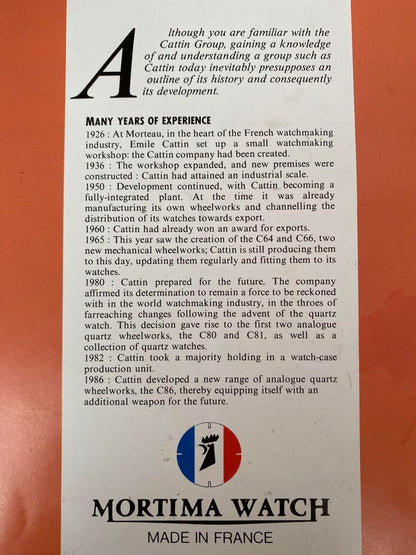 Although you are familiar with the
Cattin Group, gaining a knowledge
of and understanding a group such as
Cattin today inevitably presupposes an
outline of its history and consequently
its development.
MANY YEARS OF EXPERIENCE
1926 : At Morteau, in the heart of the French watchmaking
industry, Emile Cattin set up a small watchmaking
workshop: the Cattin company had been created.
1936 : The workshop expanded, and new premises were
constructed : Cattin had attained an industrial scale.
1950 : Development continued, with Cattin becoming a
fully-integrated plant. At the time it was already
manufacturing its own wheelworks and channelling the
distribution of its watches towards export.
1960 : Cattin had already won an award for exports.
1965 : This year saw the creation of the C64 and C66, two
new mechanical wheelworks; Cattin is still producing them
to this day, updating them regularly and fitting them to its
watches.
1980 : Cattin prepared for the future. The company
affirmed its determination to remain a force to be reckoned
with in the world watchmaking industry, in the throes of
farreaching changes following the advent of the quartz
watch. This decision gave rise to the first two analogue
quartz wheelworks, the C80 and C81, as well as a
collection of quartz watches.
1982 : Cattin took a majority holding in a watch-case
production unit.
1986 : Cattin developed a new range of analogue quartz
wheelworks, the C86, thereby equipping itself with an
additional weapon for the future.
MORTIMA WATCH
MADE IN FRANCE